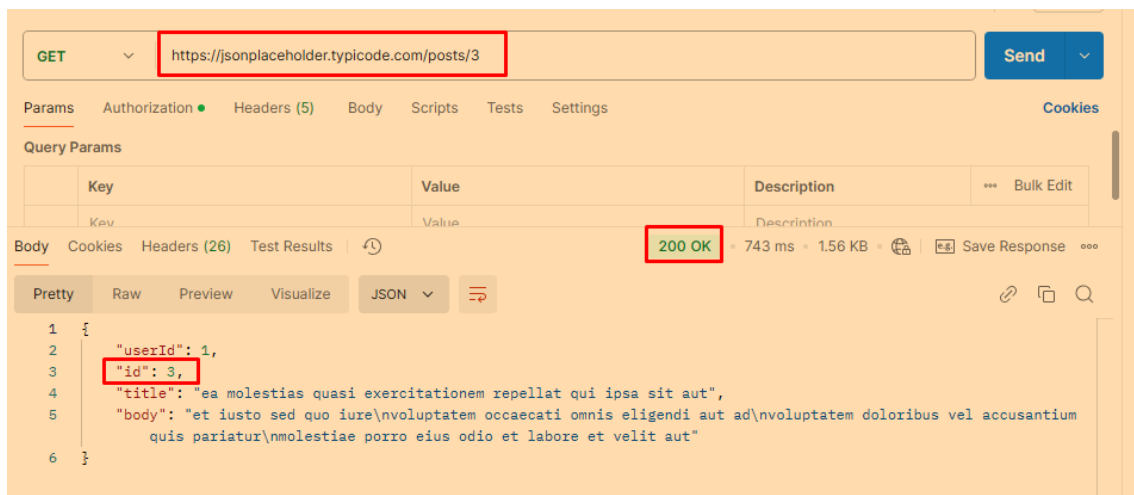 GET https://jsonplaceholder.typicode.com/posts/3 Send
Params Authorization Headers (5) Body Scripts Tests Settings Cookies
Query Params
Key Value Description Bulk Edit
Key Value Description
Body Cookies Headers (26) Test Results 200 OK 743 ms 1.56 KB e.g. Save Response
Pretty Raw Preview Visualize JSON
1 {
2 "userId": 1,
3 "id": 3,
4 "title": "ea molestias quasi exercitationem repellat qui ipsa sit aut",
5 "body": "et iusto sed quo iure\nvoluptatem occaecati omnis eligendi aut ad\nvoluptatem doloribus vel accusantium
quis pariatur\nmolestiae porro eius odio et labore et velit aut"
6 }